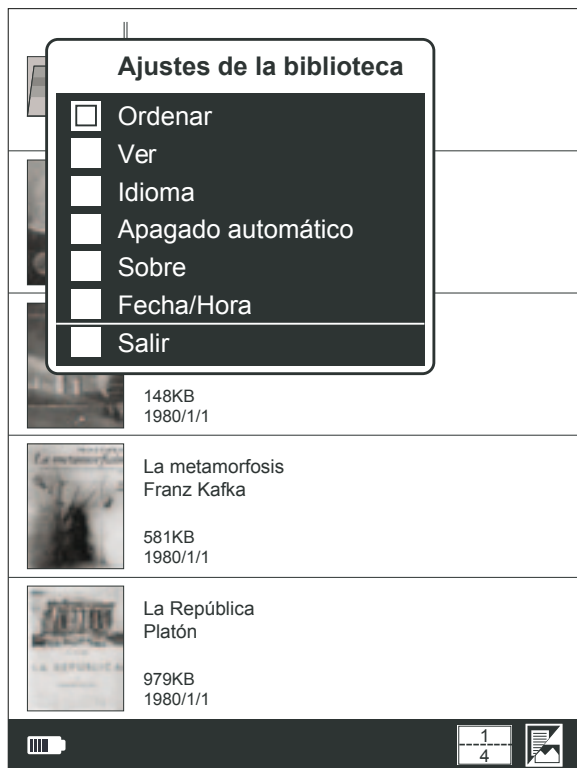 Ajustes de la biblioteca
Ordenar
Ver
Idioma
Apagado automático
Sobre
Fecha/Hora
Salir
148KB
1980/1/1
La metamorfosis
Franz Kafka
581KB
1980/1/1
La República
Platón
979KB
1980/1/1
1
4